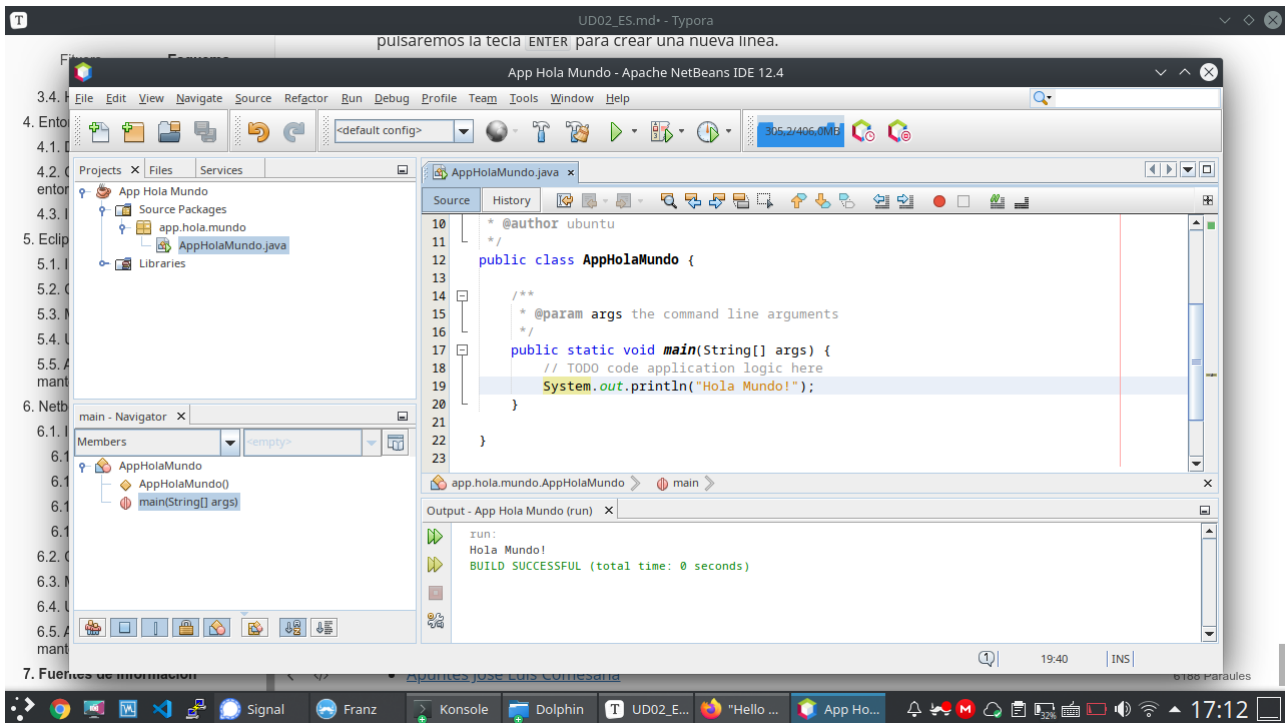 UD02_ES.md• - Typora
pulsaremos la tecla ENTER para crear una nueva línea.
App Hola Mundo - Apache NetBeans IDE 12.4
File Edit View Navigate Source Refactor Run Debug Profile Team Tools Window Help
<default config>
305,2/406,0MB
Projects Files Services
App Hola Mundo
Source Packages
app.hola.mundo
AppHolaMundo.java
Libraries
main - Navigator
Members <empty>
AppHolaMundo
AppHolaMundo()
main(String[] args)
AppHolaMundo.java
Source History
10 * @author ubuntu
11 */
12 public class AppHolaMundo {
13
14 /**
15 * @param args the command line arguments
16 */
17 public static void main(String[] args) {
18 // TODO code application logic here
19 System.out.println("Hola Mundo!");
20 }
21
22 }
23
app.hola.mundo.AppHolaMundo main
Output - App Hola Mundo (run)
run:
Hola Mundo!
BUILD SUCCESSFUL (total time: 0 seconds)
1 19:40 INS
3.4.
4.
4.1.
4.2.
4.3.
5.
5.1.
5.2.
5.3.
5.4.
5.5.
6.
6.1.
6.2.
6.3.
6.4.
6.5.
7. Fuentes de información
Apuntes José Luis Comesaña
6188 Paraules
Signal Franz Konsole Dolphin UD02_E... "Hello ... App Ho... 32% 17:12